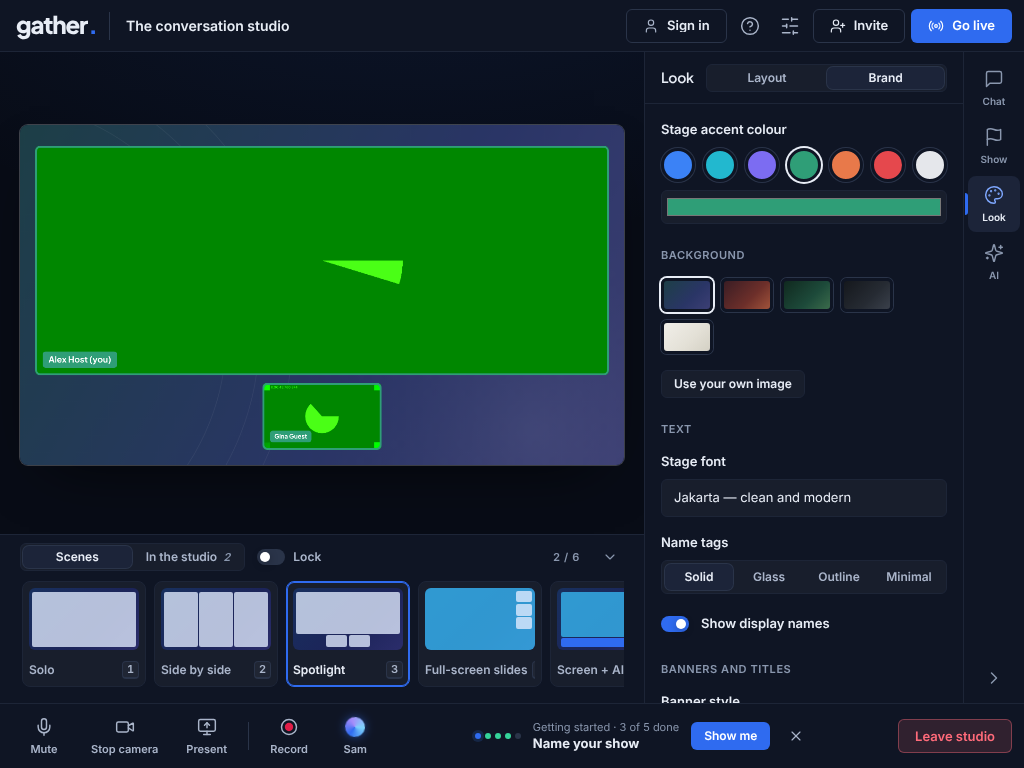 gather.
The conversation studio
Sign in
Invite
Go live
Look
Layout
Brand
Chat
Show
Look
AI
Stage accent colour
BACKGROUND
Use your own image
TEXT
Stage font
Jakarta — clean and modern
Name tags
Solid
Glass
Outline
Minimal
Show display names
BANNERS AND TITLES
Banner style
Alex Host (you)
Gina Guest
Scenes
In the studio 2
Lock
2 / 6
Solo 1
Side by side 2
Spotlight 3
Full-screen slides
Screen + AI
Mute
Stop camera
Present
Record
Sam
Getting started · 3 of 5 done
Name your show
Show me
Leave studio